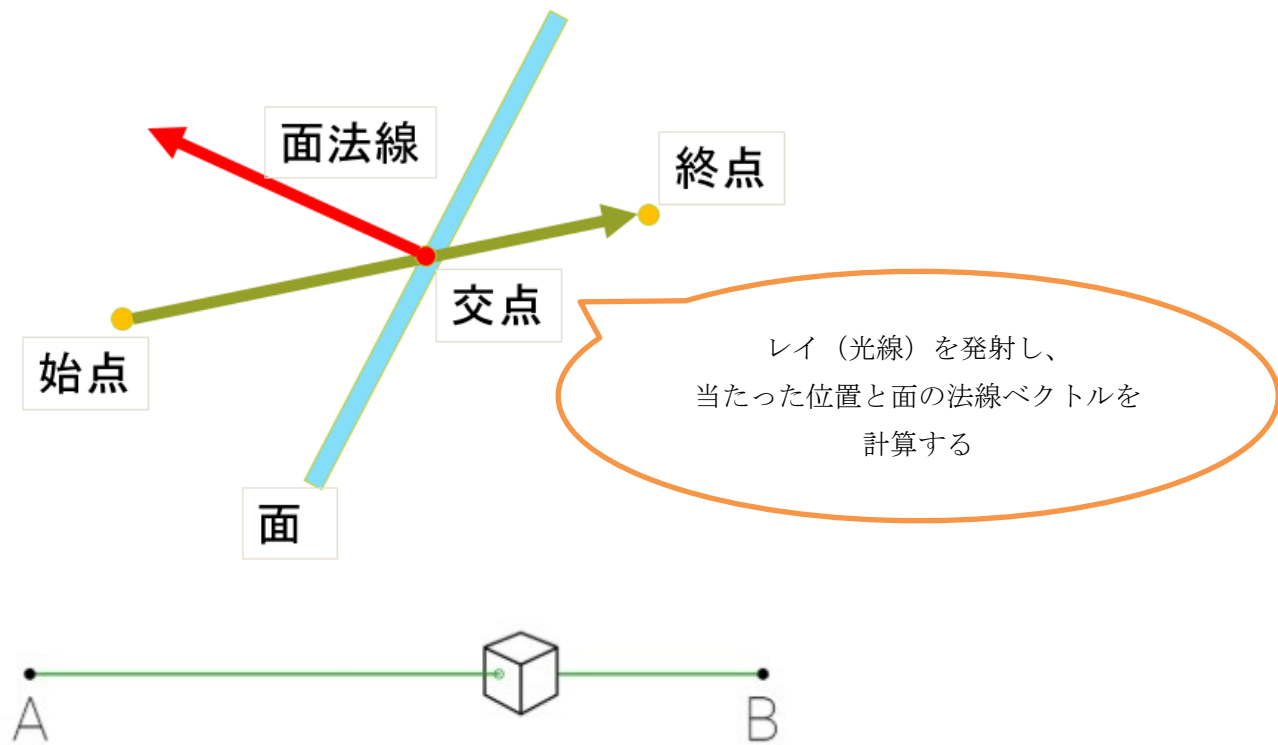 面法線
終点
交点
始点
レイ（光線）を発射し、
当たった位置と面の法線ベクトルを
計算する
面
A
B